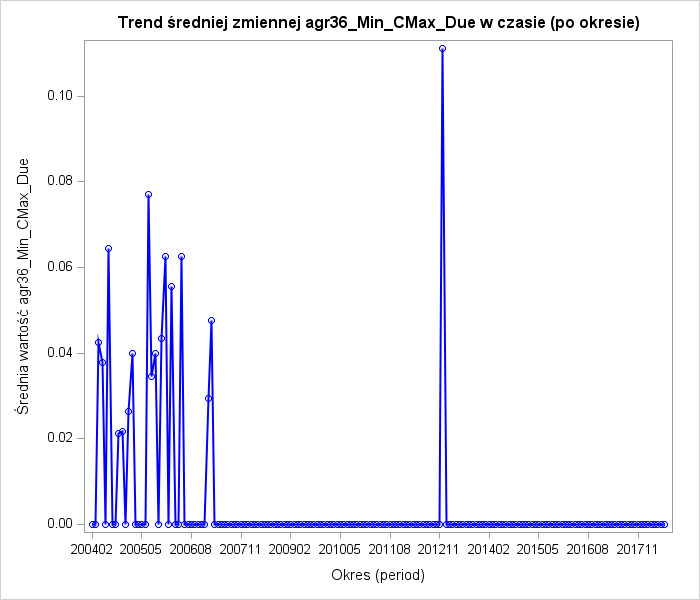 Trend średniej zmiennej agr36_Min_CMax_Due w czasie (po okresie)
Średnia wartość agr36_Min_CMax_Due
0.10
0.08
0.06
0.04
0.02
0.00
200402 200505 200608 200711 200902 201005 201108 201211 201402 201505 201608 201711
Okres (period)